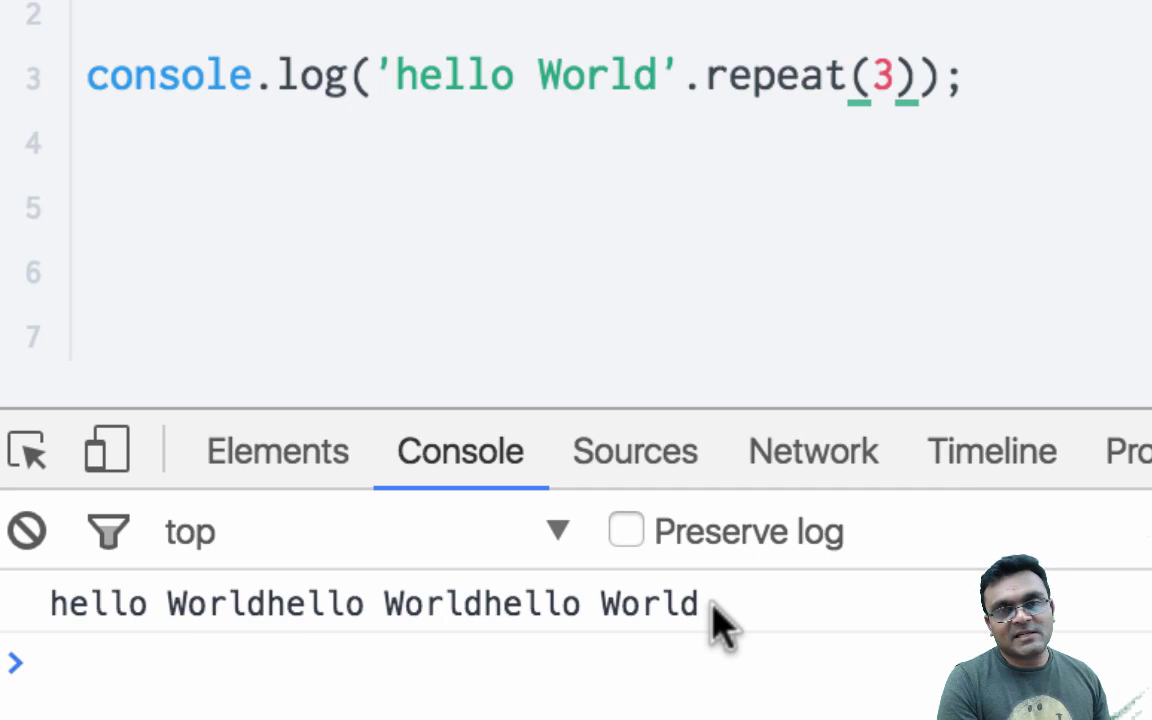 2
3 console.log('hello World'.repeat(3));
4
5
6
7
Elements Console Sources Network Timeline Pro
top Preserve log
hello Worldhello Worldhello World
>